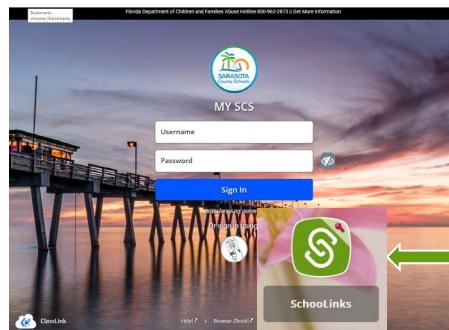 Bookmarks
chrome://bookmarks
Florida Department of Children and Families Abuse Hotline 800-962-2873 || Get More Information
SARASOTA
County Schools
MY SCS
Username
Password
Sign In
Or sign in using
SchooLinks
ClassLink
Help
Browser Check